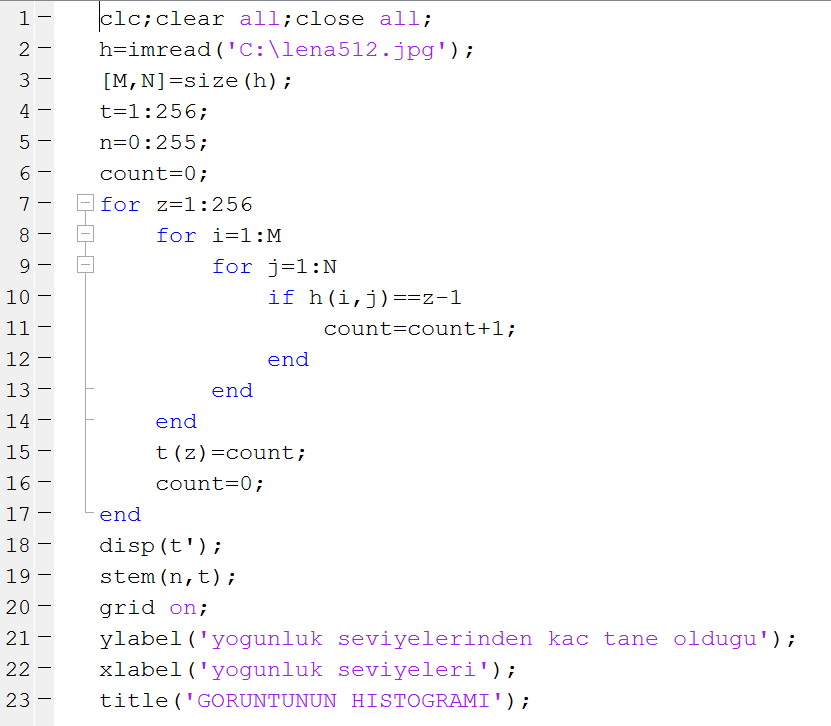 1 clc;clear all;close all;
2 h=imread('C:\lena512.jpg');
3 [M,N]=size(h);
4 t=1:256;
5 n=0:255;
6 count=0;
7 for z=1:256
8 for i=1:M
9 for j=1:N
10 if h(i,j)==z-1
11 count=count+1;
12 end
13 end
14 end
15 t(z)=count;
16 count=0;
17 end
18 disp(t');
19 stem(n,t);
20 grid on;
21 ylabel('yogunluk seviyelerinden kac tane oldugu');
22 xlabel('yogunluk seviyeleri');
23 title('GORUNTUNUN HISTOGRAMI');